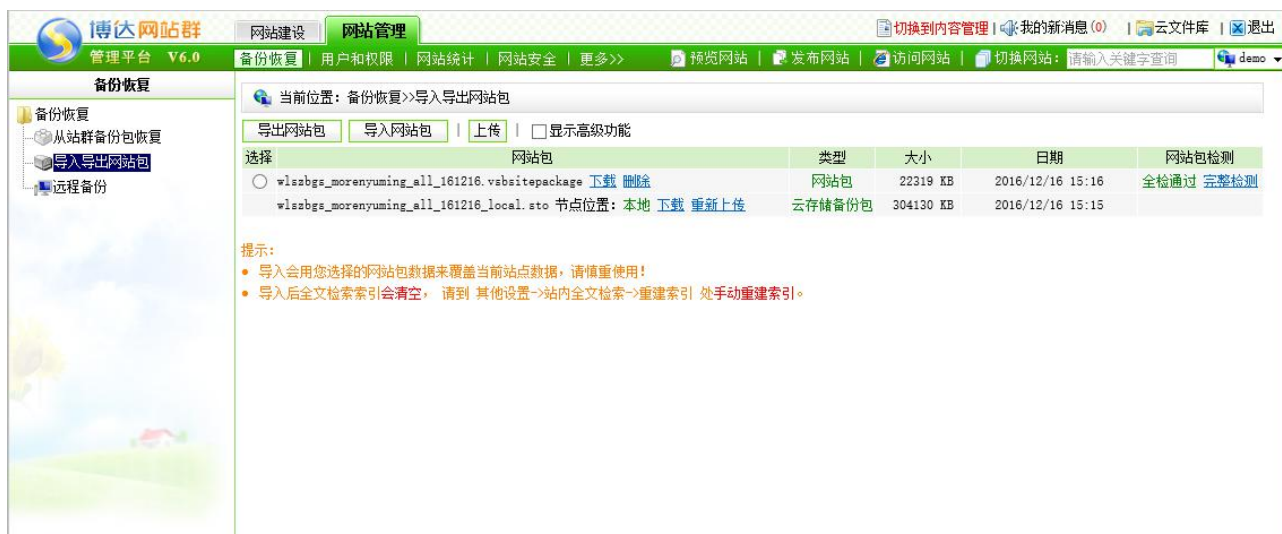 博达网站群
管理平台 V6.0
网站建设 网站管理
切换到内容管理 | 我的新消息(0) | 云文件库 | 退出
备份恢复 | 用户和权限 | 网站统计 | 网站安全 | 更多>> 预览网站 | 发布网站 | 访问网站 | 切换网站: 请输入关键字查询 demo
备份恢复
备份恢复
从站群备份包恢复
导入导出网站包
远程备份
当前位置: 备份恢复>>导入导出网站包
导出网站包 导入网站包 | 上传 | 显示高级功能
选择 网站包 类型 大小 日期 网站包检测
wlszbgs_morenyuming_all_161216.vsbsitepackage 下载 删除 网站包 22319 KB 2016/12/16 15:16 全检通过 完整检测
wlszbgs_morenyuming_all_161216_local.sto 节点位置: 本地 下载 重新上传 云存储备份包 304130 KB 2016/12/16 15:15
提示:
• 导入会用您选择的网站包数据来覆盖当前站点数据，请慎重使用!
• 导入后全文检索索引会清空， 请到 其他设置->站内全文检索->重建索引 处手动重建索引。